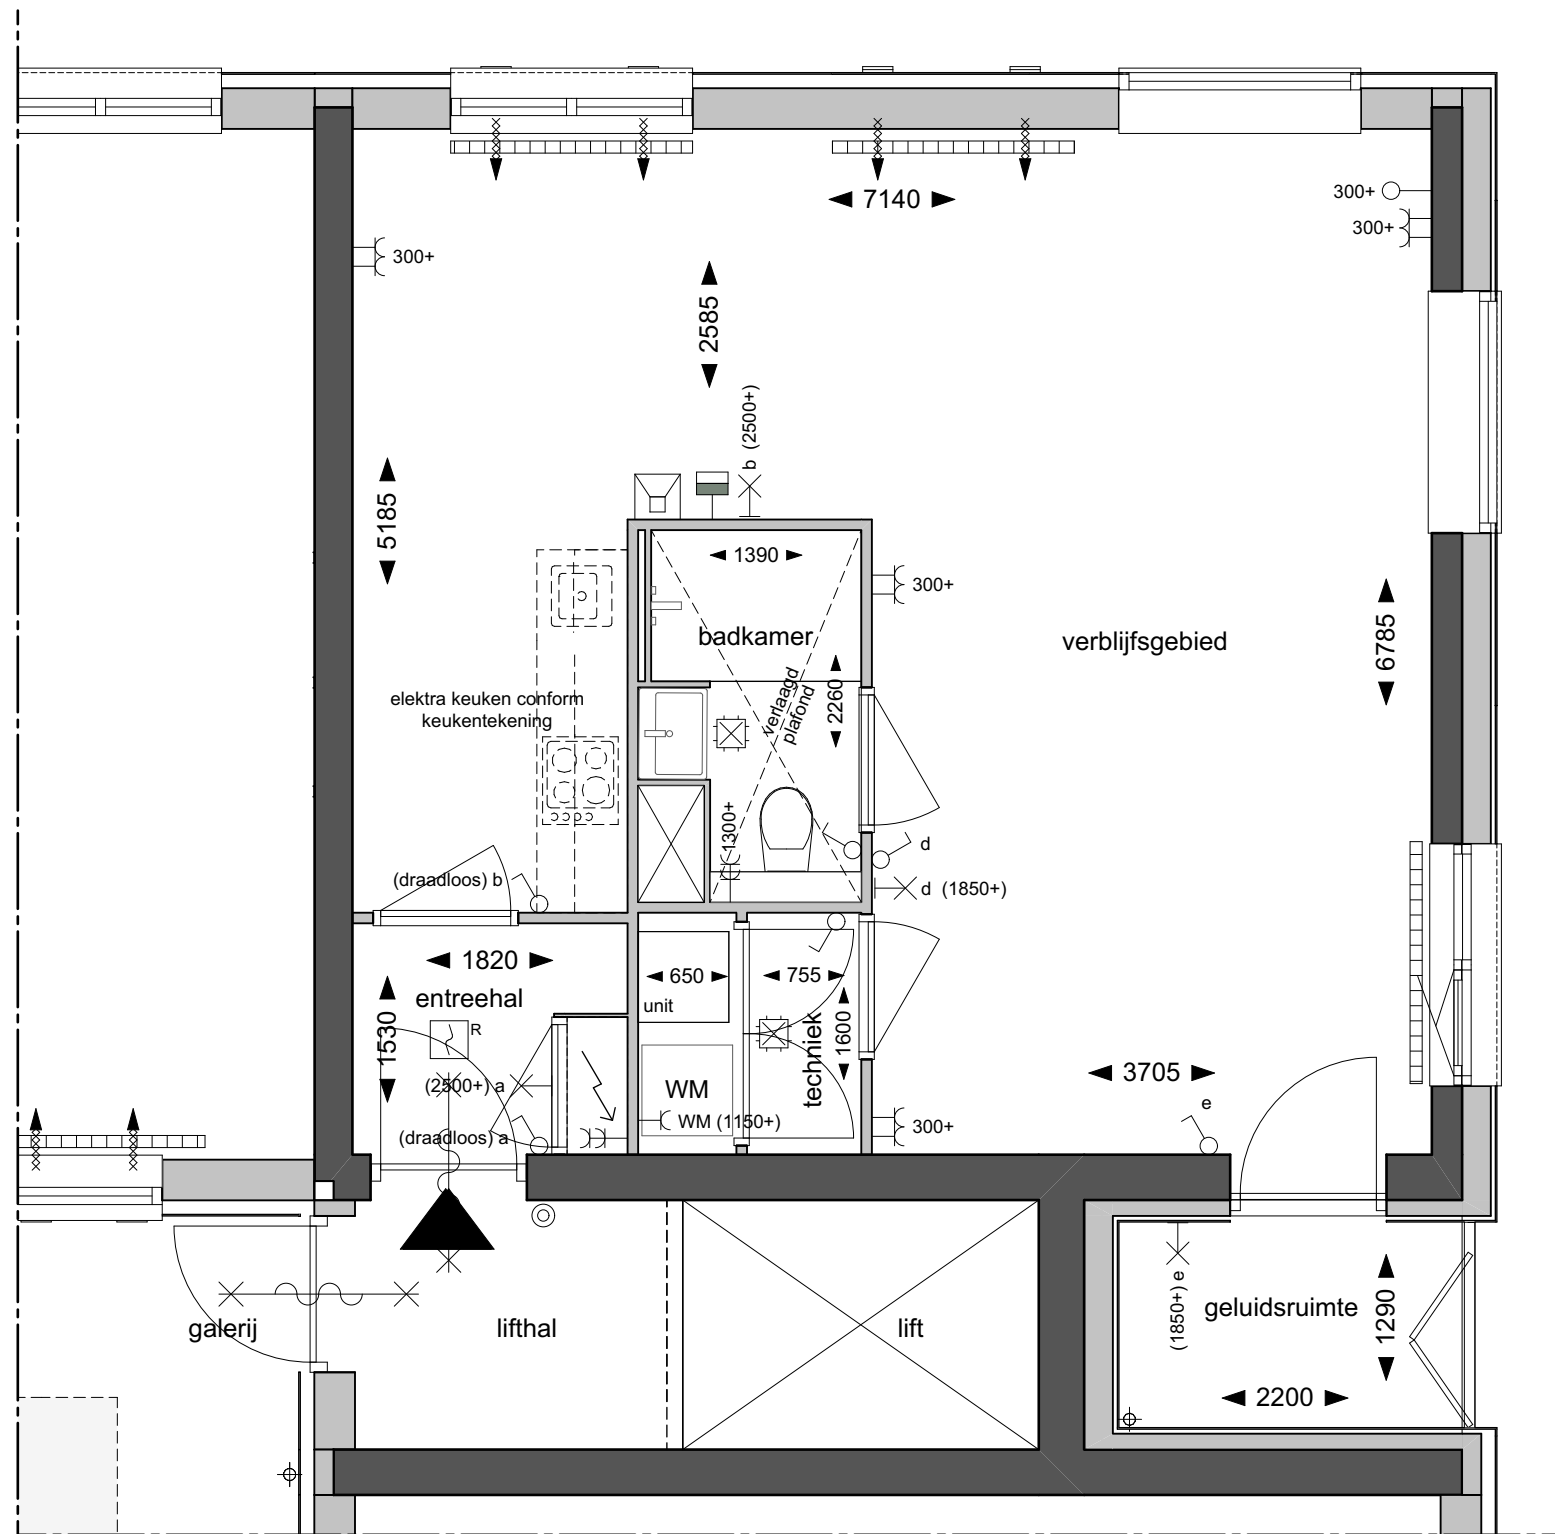 7140
300+
300+
300+
2585
b (2500+)
5185
1390
300+
badkamer
verblijfsgebied
6785
verlaagd
plafond
2260
elektra keuken conform
keukentekening
1300+
d
(draadloos) b
d (1850+)
1820
650
755
entreehal
unit
1530
R
techniek
1600
3705
(2500+) a
WM
e
WM (1150+)
300+
(draadloos) a
galerij
lifthal
lift
(1850+) e
geluidsruimte
1290
2200